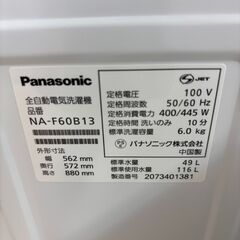 Panasonic
全自動電気洗濯機
品番
NA-F60B13
外形寸法
幅 562 mm
奥行 572 mm
高さ 880 mm
JET
定格電圧 100 V
定格周波数 50/60 Hz
定格消費電力 400/445 W
定格時間 洗いのみ 10 分
標準洗濯容量 6.0 kg
パナソニック株式会社
中国製
標準水量 49 L
標準使用水量 116 L
製造番号 2073401381